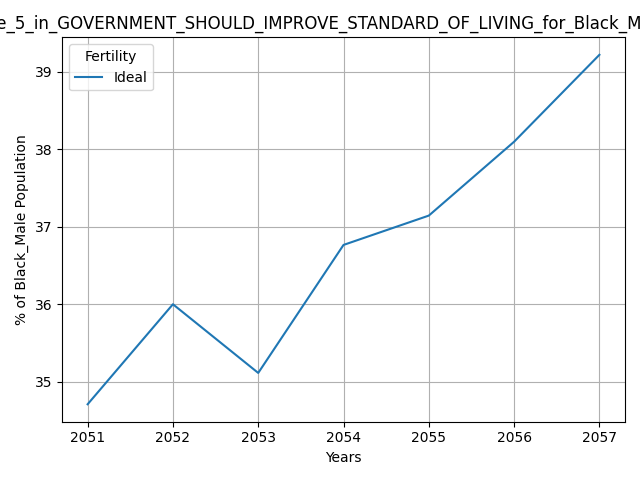 e_5_in_GOVERNMENT_SHOULD_IMPROVE_STANDARD_OF_LIVING_for_Black_M
Fertility
Ideal
39
38
37
36
35
% of Black_Male Population
2051 2052 2053 2054 2055 2056 2057
Years